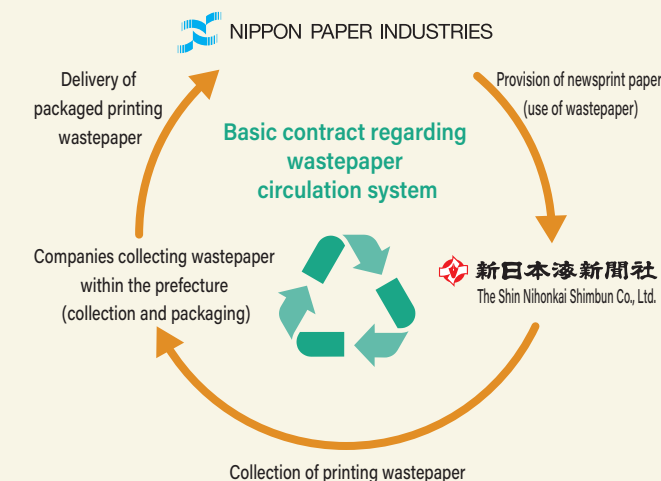 NIPPON PAPER INDUSTRIES
Delivery of
packaged printing
wastepaper
Provision of newsprint paper
(use of wastepaper)
Basic contract regarding
wastepaper
circulation system
Companies collecting wastepaper
within the prefecture
(collection and packaging)
新日本海新聞社
The Shin Nihonkai Shimbun Co., Ltd.
Collection of printing wastepaper